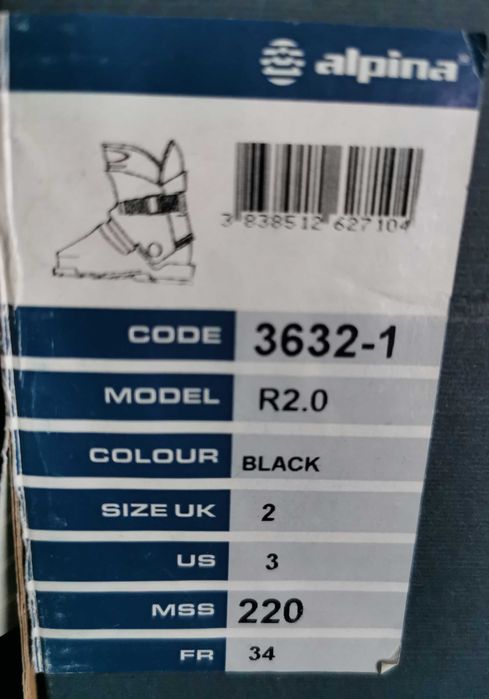 alpina
3 838512 627104
CODE 3632-1
MODEL R2.0
COLOUR BLACK
SIZE UK 2
US 3
MSS 220
FR 34